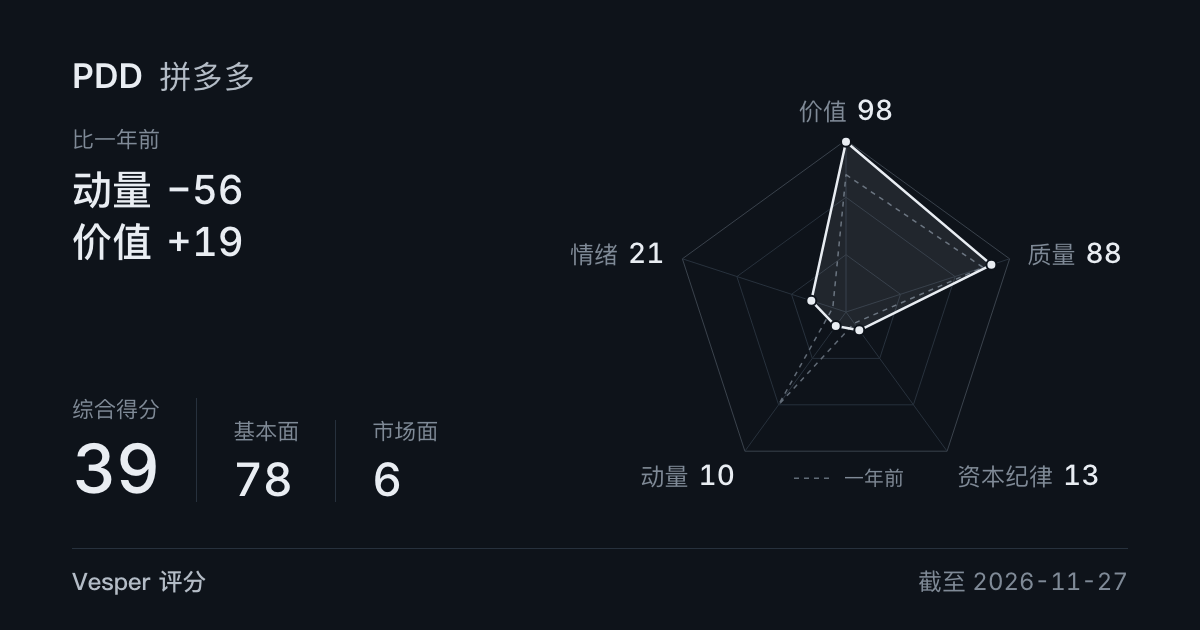 PDD 拼多多
比一年前
动量 −56
价值 +19
综合得分
39
基本面
78
市场面
6
价值 98
质量 88
情绪 21
动量 10
一年前
资本纪律 13
Vesper 评分
截至 2026-11-27